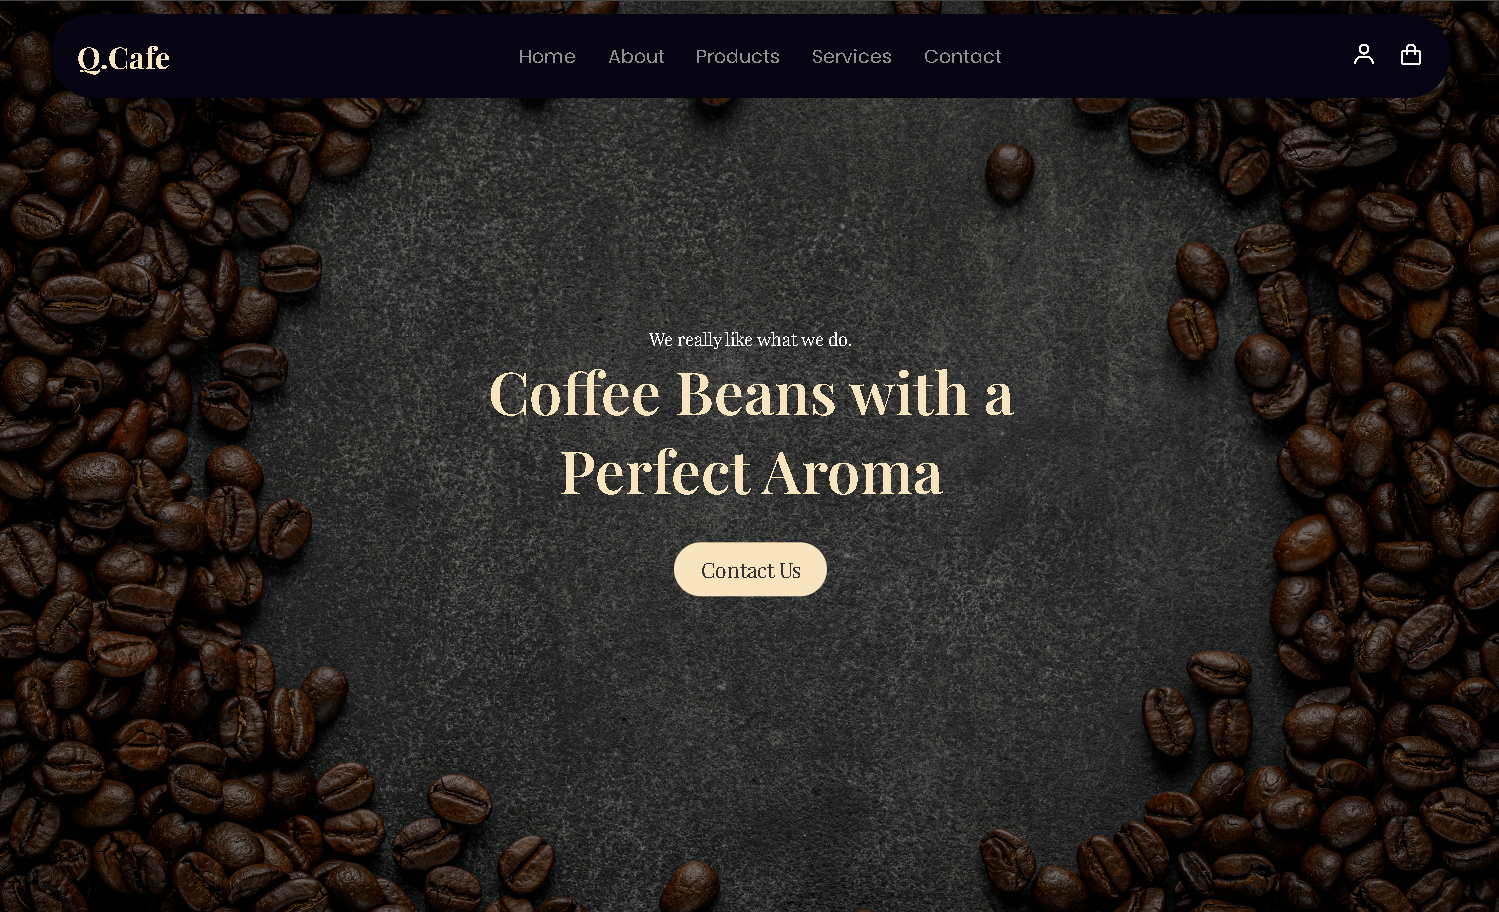 Q.Cafe
Home About Products Services Contact
We really like what we do.
Coffee Beans with a
Perfect Aroma
Contact Us